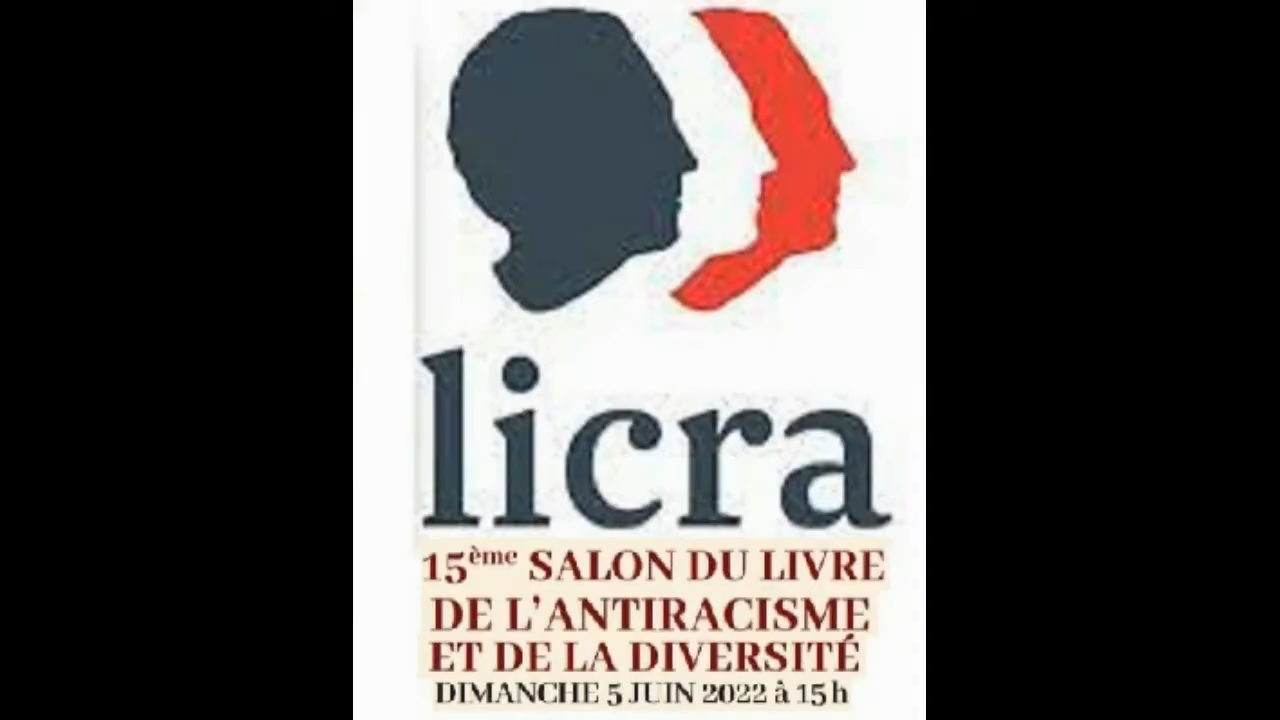 licra
15ème SALON DU LIVRE
DE L'ANTIRACISME
ET DE LA DIVERSITÉ
DIMANCHE 5 JUIN 2022 à 15 h